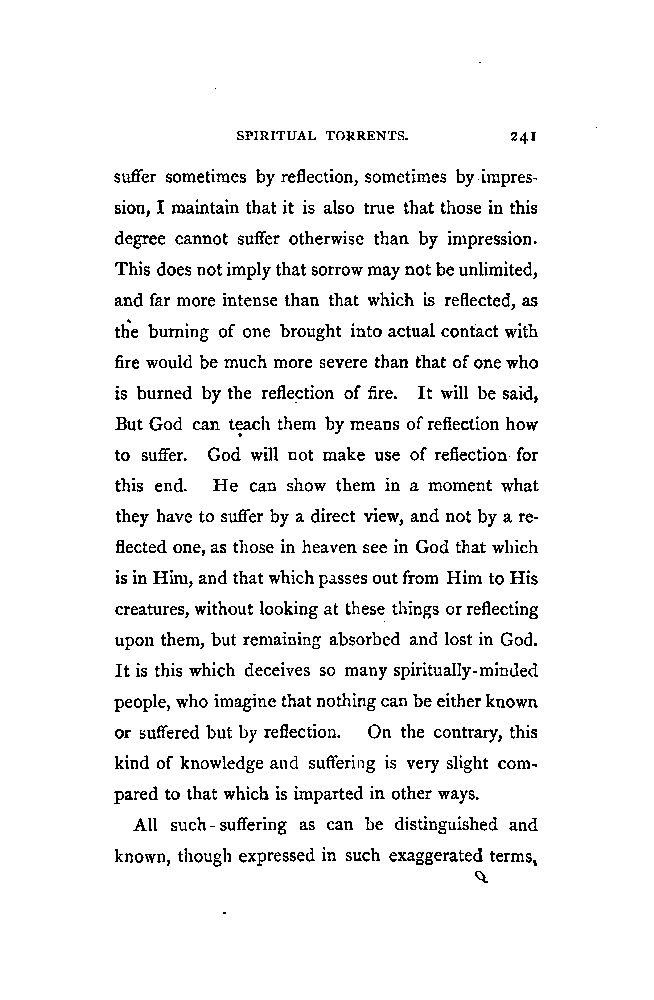 SPIRITUAL TORRENTS. 241
suffer sometimes by reflection, sometimes by impres-
sion, I maintain that it is also true that those in this
degree cannot suffer otherwise than by impression.
This does not imply that sorrow may not be unlimited,
and far more intense than that which is reflected, as
the burning of one brought into actual contact with
fire would be much more severe than that of one who
is burned by the reflection of fire. It will be said,
But God can teach them by means of reflection how
to suffer. God will not make use of reflection for
this end. He can show them in a moment what
they have to suffer by a direct view, and not by a re-
flected one, as those in heaven see in God that which
is in Him, and that which passes out from Him to His
creatures, without looking at these things or reflecting
upon them, but remaining absorbed and lost in God.
It is this which deceives so many spiritually-minded
people, who imagine that nothing can be either known
or suffered but by reflection. On the contrary, this
kind of knowledge and suffering is very slight com-
pared to that which is imparted in other ways.
All such-suffering as can be distinguished and
known, though expressed in such exaggerated terms,
Q